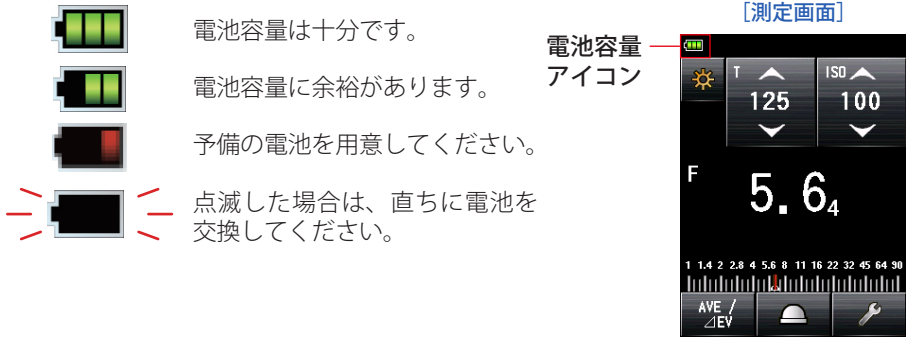 電池容量は十分です。
電池容量に余裕があります。
予備の電池を用意してください。
点滅した場合は、直ちに電池を
交換してください。
[測定画面]
電池容量
アイコン
T
125
ISO
100
F
5.6₄
1 1.4 2 2.8 4 5.6 8 11 16 22 32 45 64 90
AVE /
⊿EV